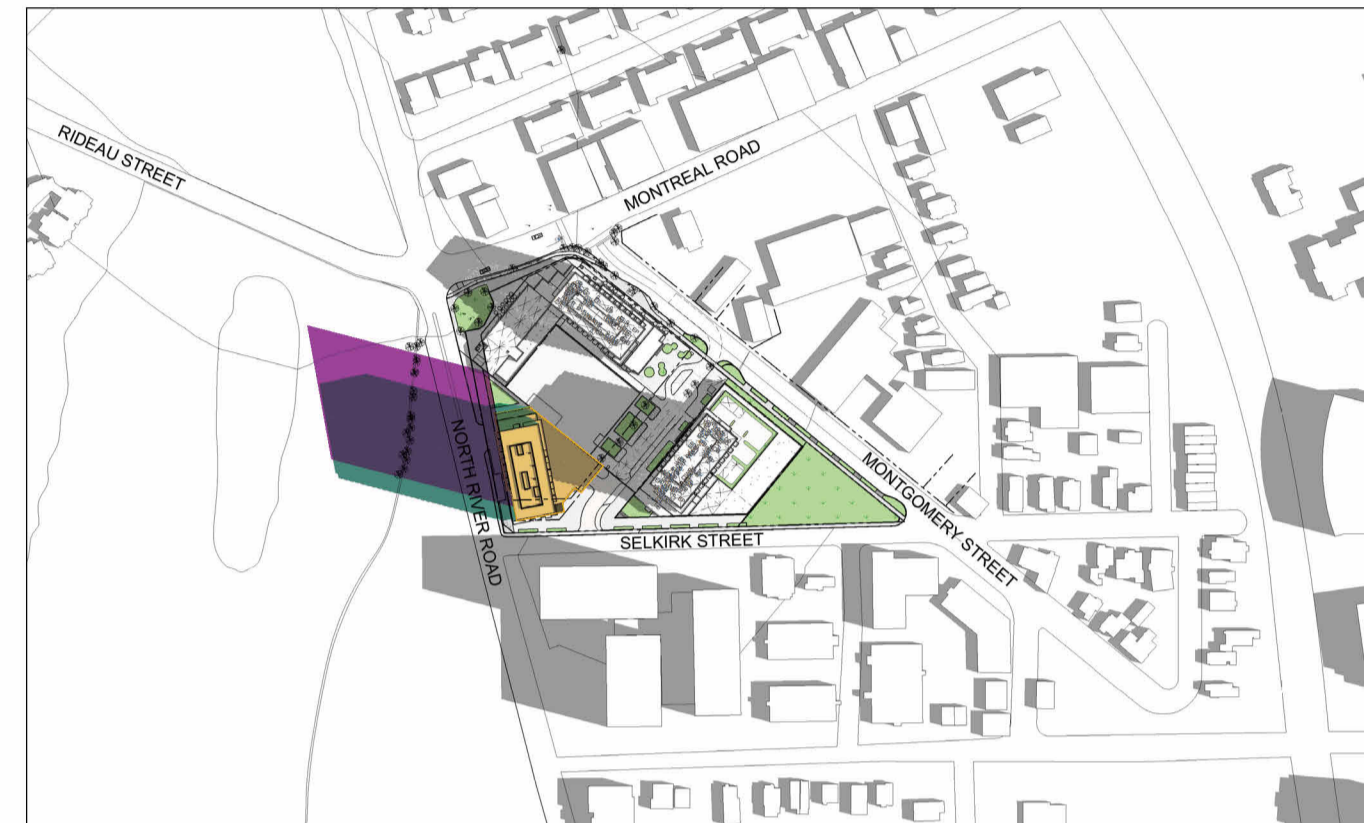 RIDEAU STREET
MONTREAL ROAD
NORTH RIVER ROAD
MONTGOMERY STREET
SELKIRK STREET